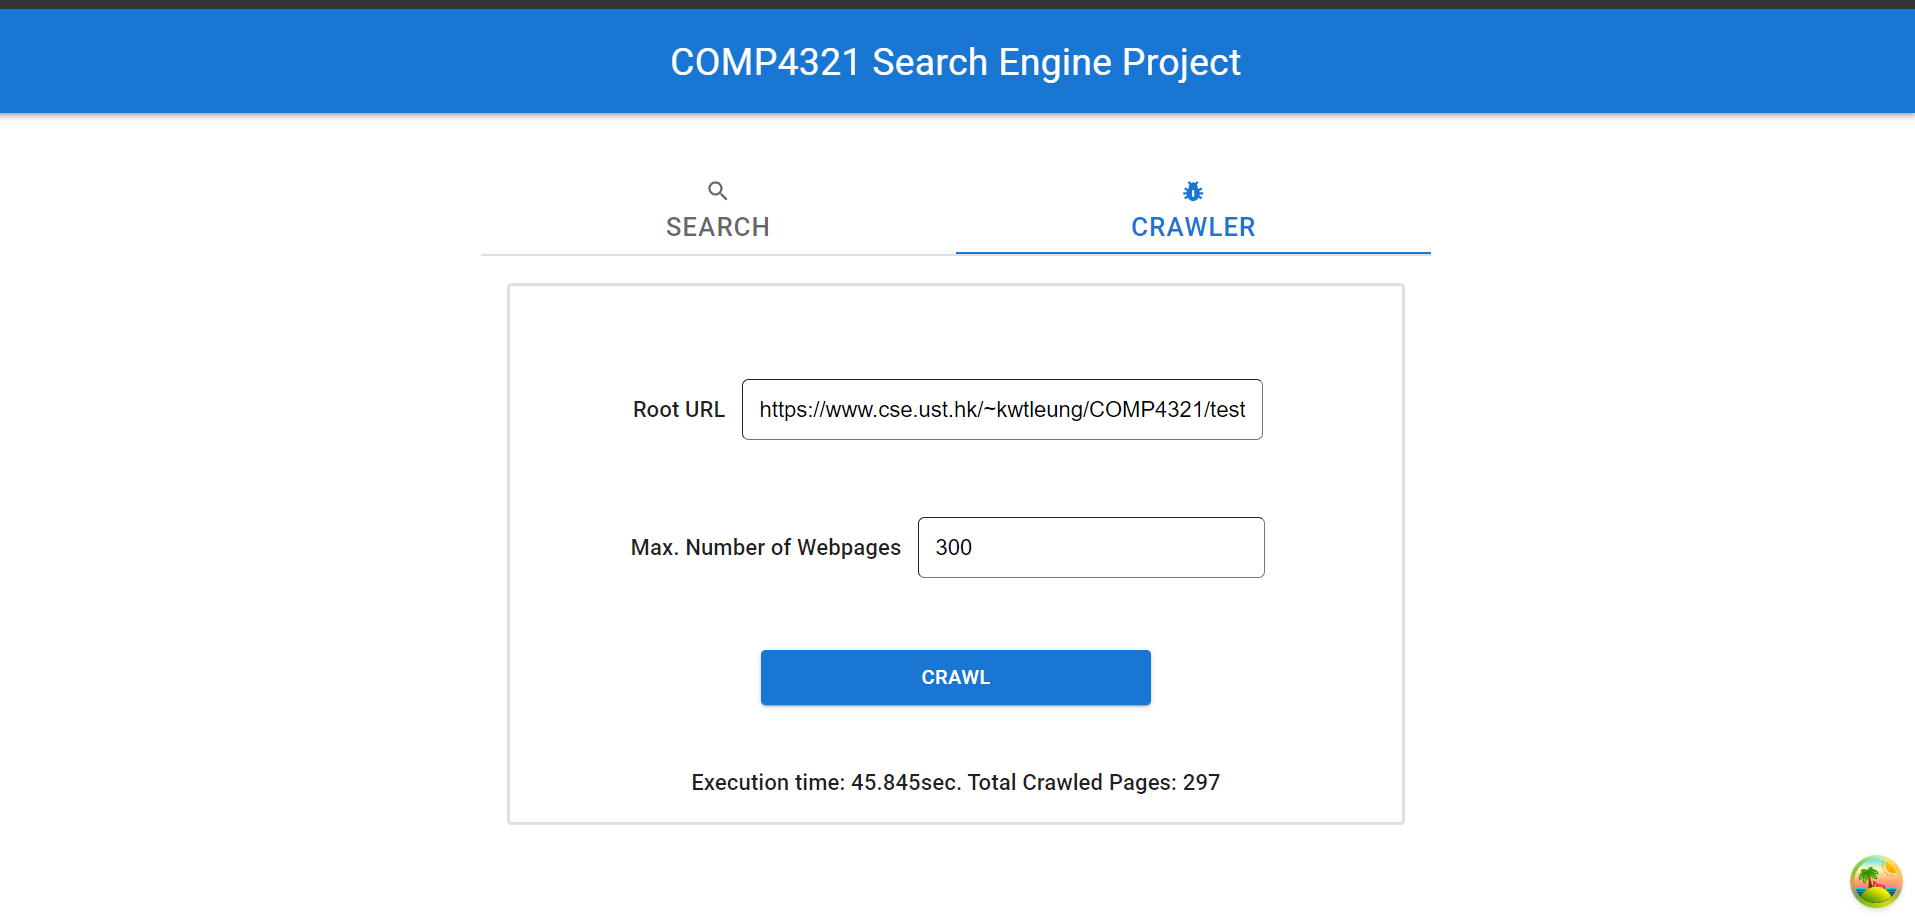 COMP4321 Search Engine Project
SEARCH
CRAWLER
Root URL
https://www.cse.ust.hk/~kwtleung/COMP4321/test
Max. Number of Webpages
300
CRAWL
Execution time: 45.845sec. Total Crawled Pages: 297